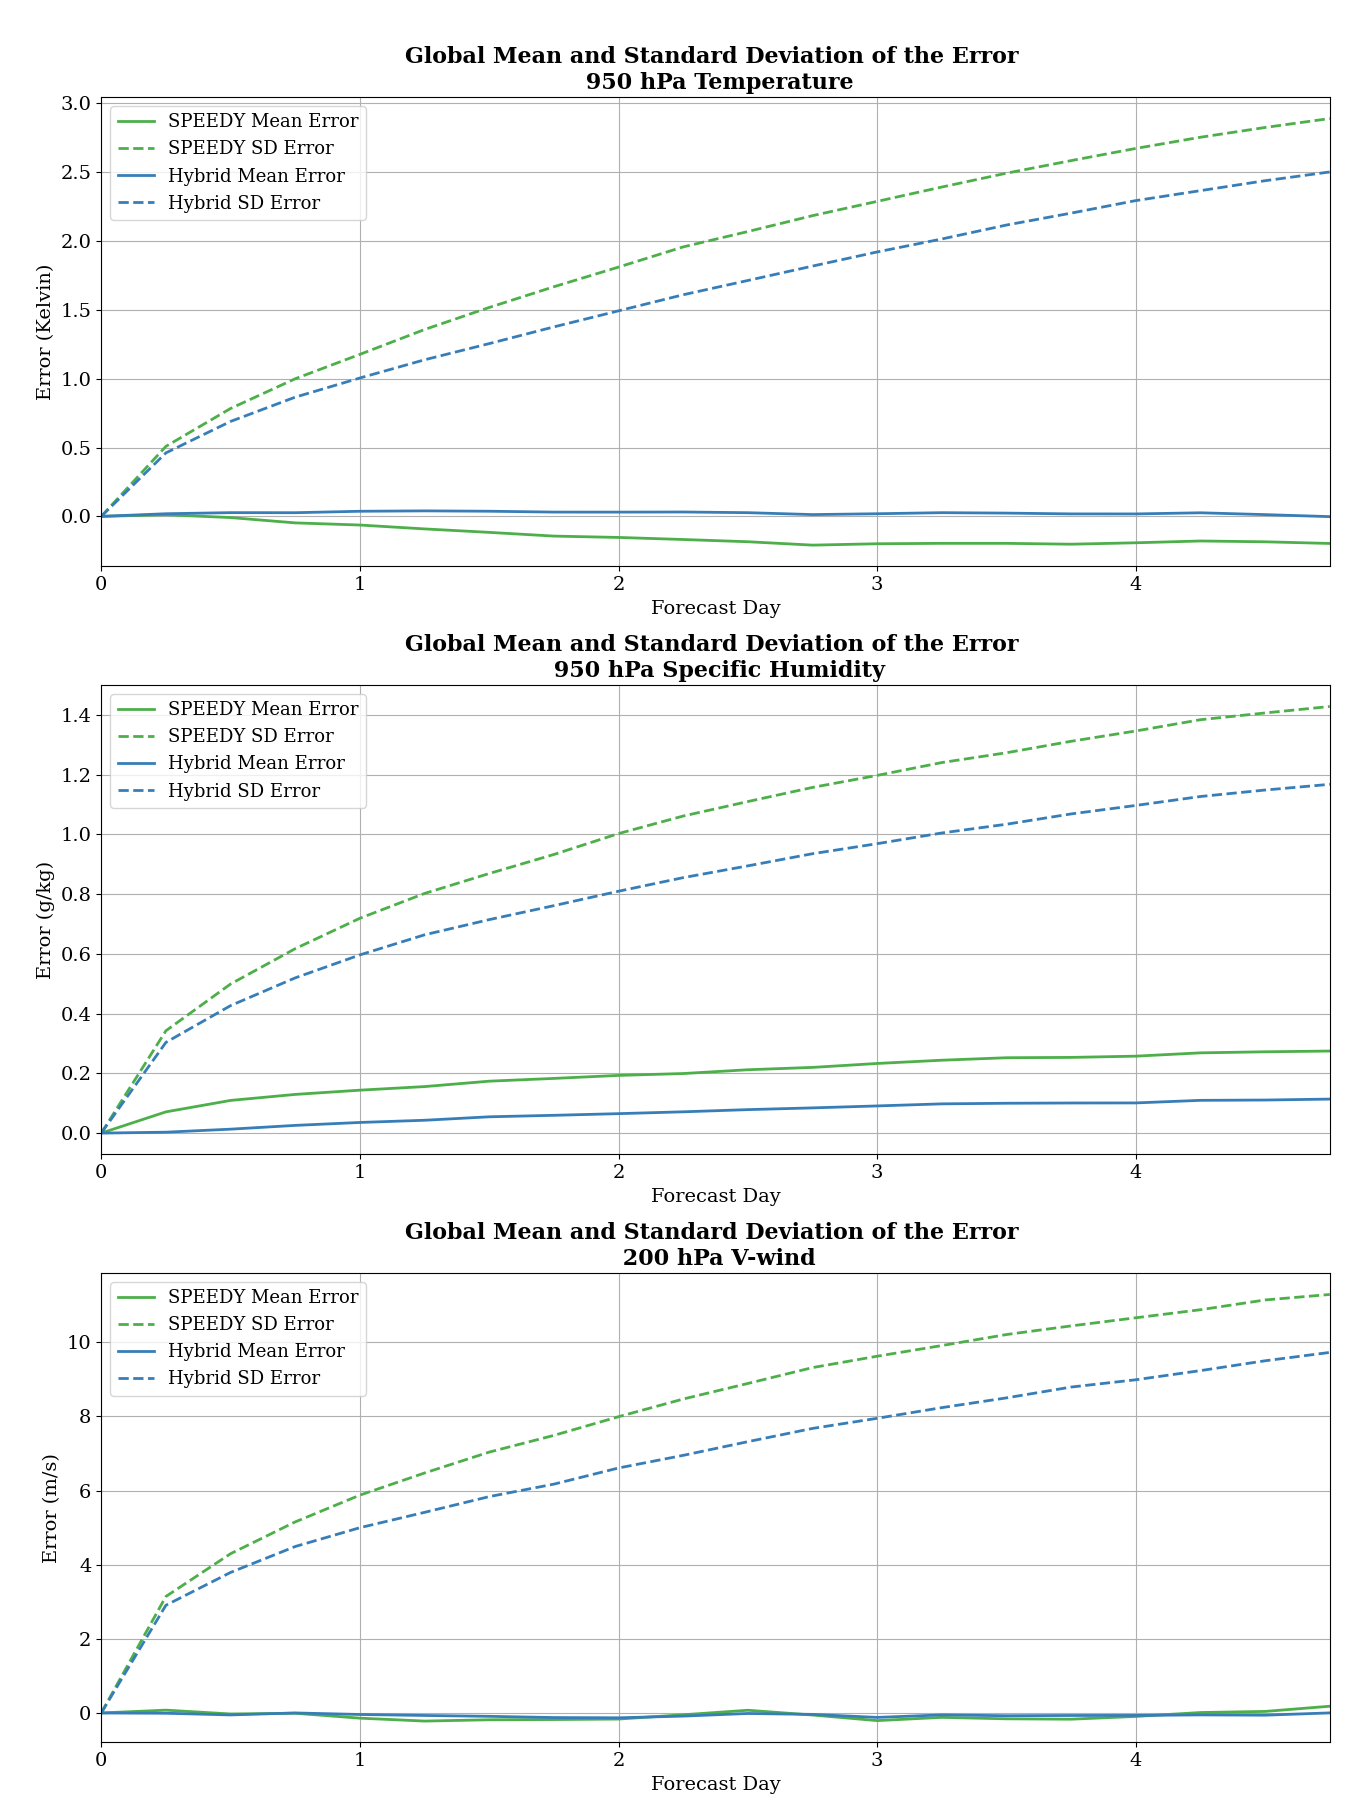 Global Mean and Standard Deviation of the Error
950 hPa Temperature
3.0
2.5
2.0
1.5
1.0
0.5
0.0
Error (Kelvin)
SPEEDY Mean Error
SPEEDY SD Error
Hybrid Mean Error
Hybrid SD Error
0 1 2 3 4
Forecast Day
Global Mean and Standard Deviation of the Error
950 hPa Specific Humidity
1.4
1.2
1.0
0.8
0.6
0.4
0.2
0.0
Error (g/kg)
SPEEDY Mean Error
SPEEDY SD Error
Hybrid Mean Error
Hybrid SD Error
0 1 2 3 4
Forecast Day
Global Mean and Standard Deviation of the Error
200 hPa V-wind
10
8
6
4
2
0
Error (m/s)
SPEEDY Mean Error
SPEEDY SD Error
Hybrid Mean Error
Hybrid SD Error
0 1 2 3 4
Forecast Day